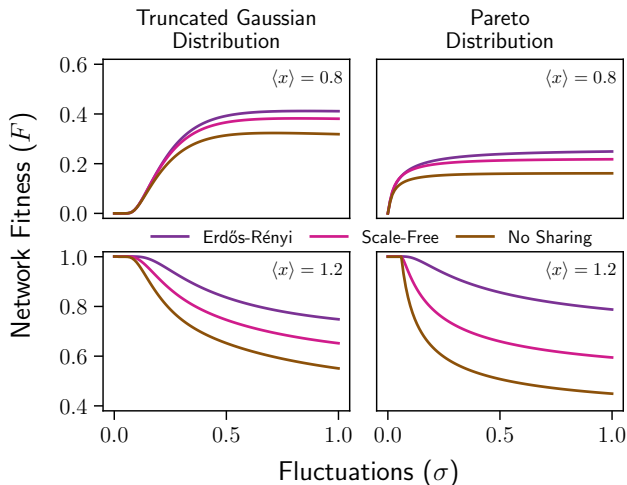 Truncated Gaussian
Distribution
Pareto
Distribution
Network Fitness (F)
0.6
0.4
0.2
0.0
⟨x⟩ = 0.8
⟨x⟩ = 0.8
Erdős-Rényi
Scale-Free
No Sharing
1.0
0.8
0.6
0.4
⟨x⟩ = 1.2
⟨x⟩ = 1.2
0.0 0.5 1.0
0.0 0.5 1.0
Fluctuations (σ)